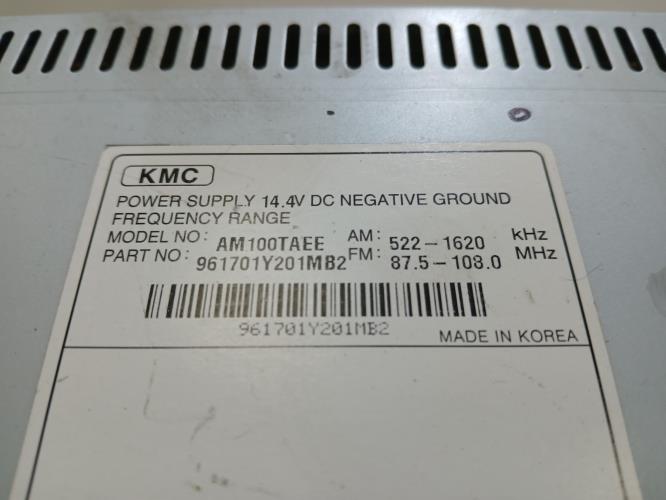 KMC
POWER SUPPLY 14.4V DC NEGATIVE GROUND
FREQUENCY RANGE
MODEL NO: AM100TAEE AM: 522-1620 kHz
PART NO: 961701Y201MB2 FM: 87.5-108.0 MHz
961701Y201MB2
MADE IN KOREA